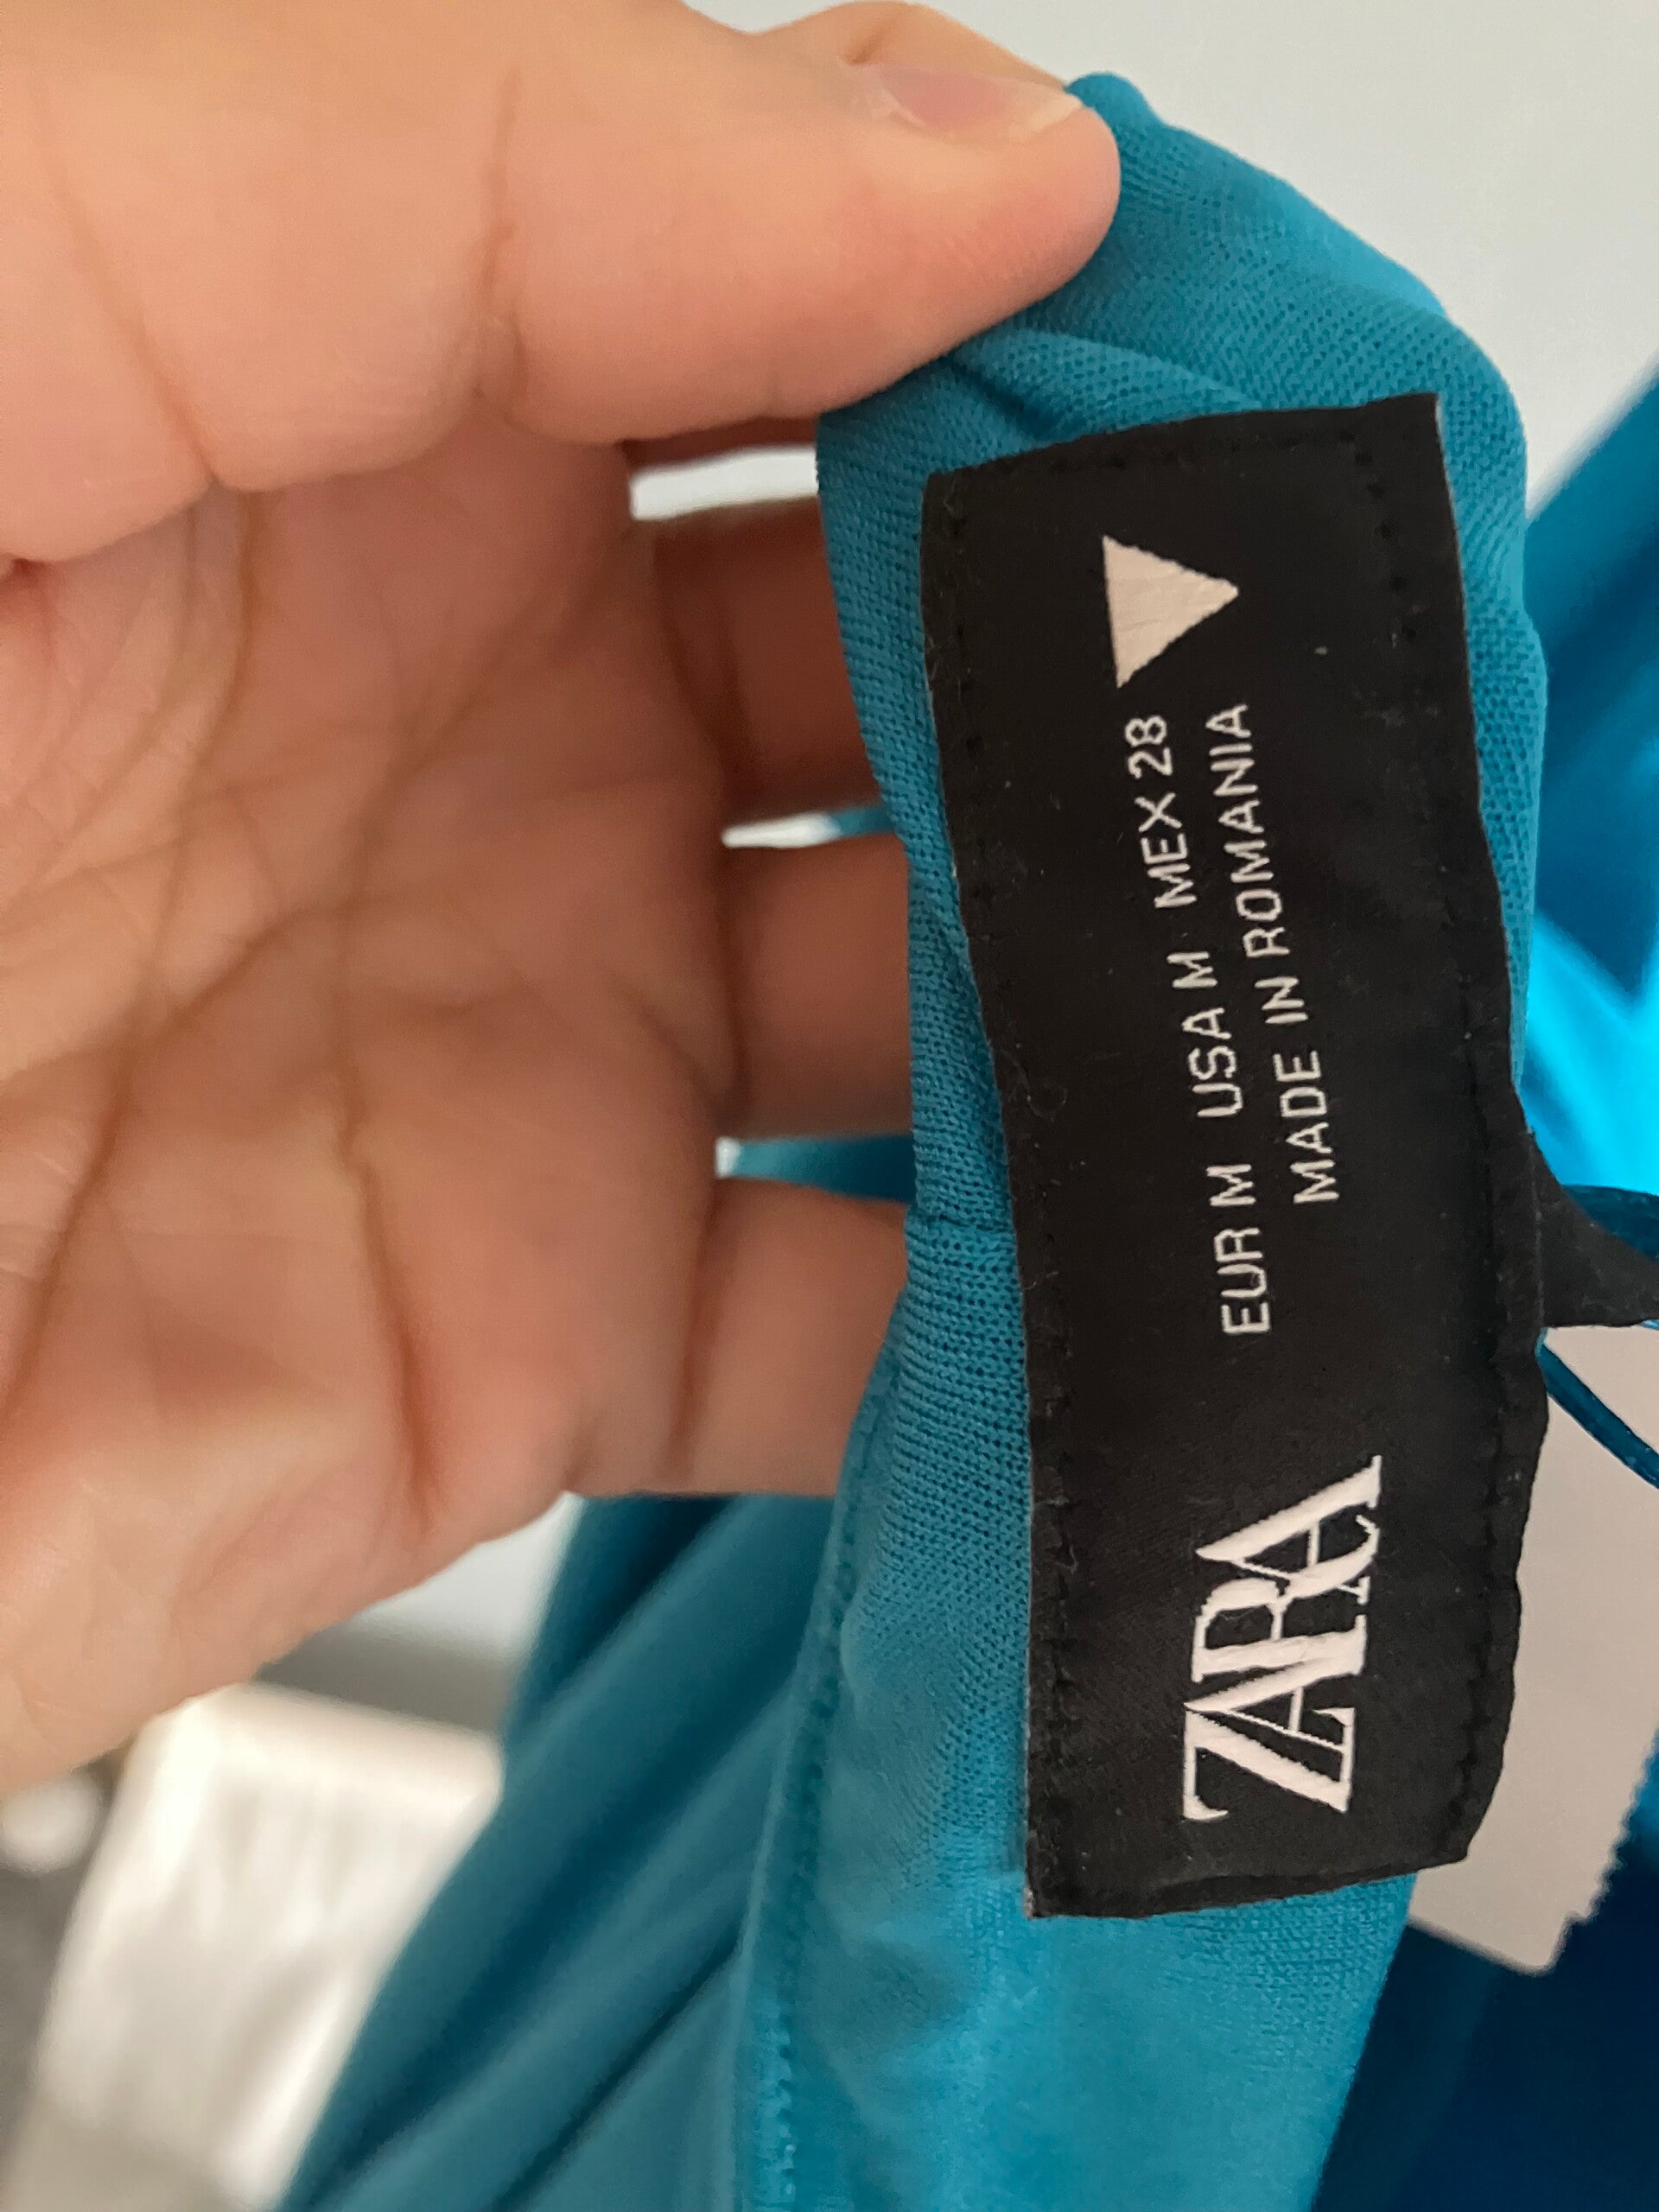 ZARA
EUR M USA M MEX 28
MADE IN ROMANIA